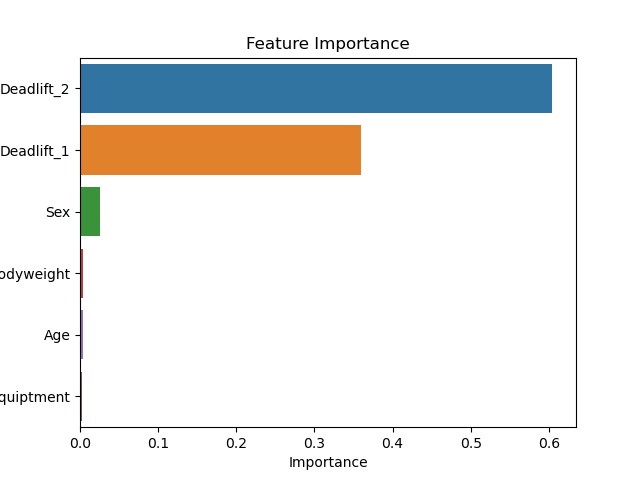 Feature Importance
Deadlift_2
Deadlift_1
Sex
odyweight
Age
quiptment
0.0 0.1 0.2 0.3 0.4 0.5 0.6
Importance